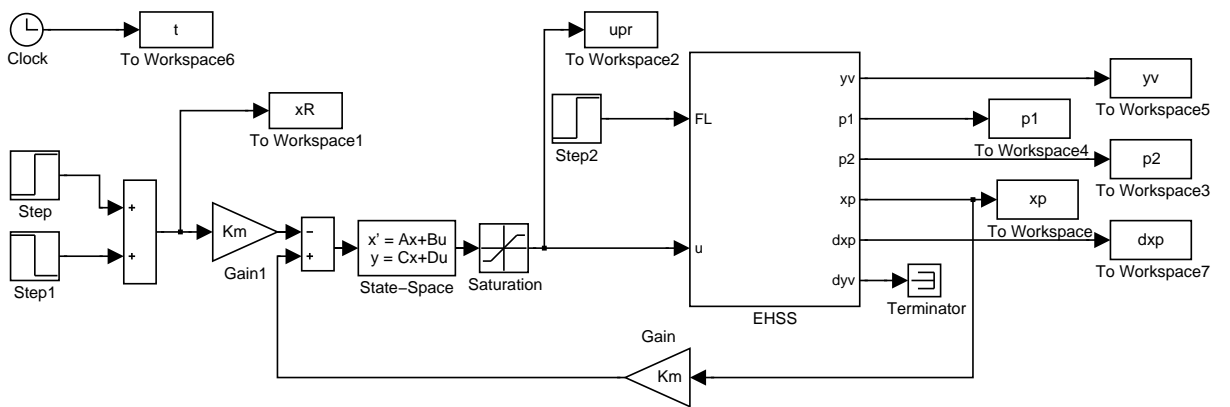 t
Clock
To Workspace6
upr
To Workspace2
xR
To Workspace1
Step
Step1
+
+
Km
Gain1
−
+
x' = Ax+Bu
y = Cx+Du
State−Space
Saturation
Step2
FL
u
yv
p1
p2
xp
dxp
dyv
EHSS
yv
To Workspace5
p1
To Workspace4
p2
To Workspace3
xp
To Workspace
dxp
To Workspace7
Terminator
Gain
Km